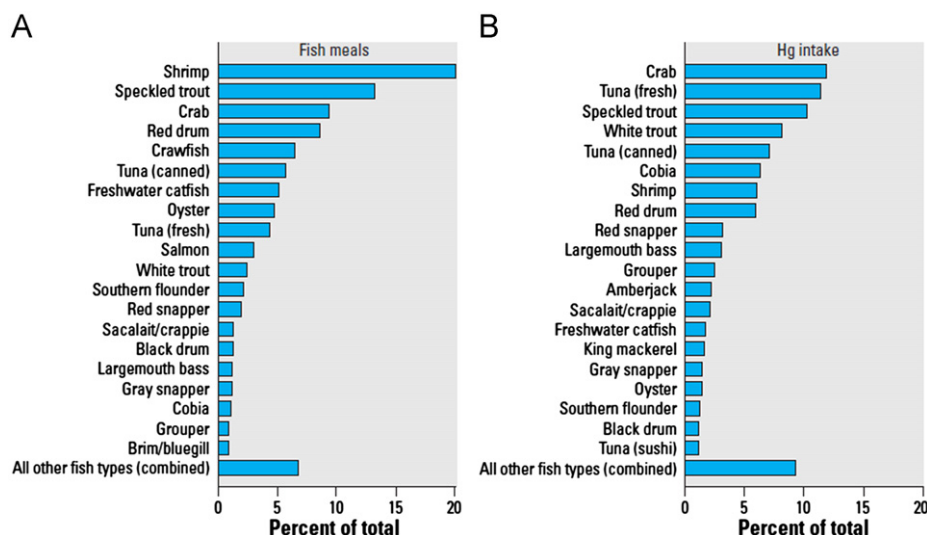 A
Fish meals
Shrimp
Speckled trout
Crab
Red drum
Crawfish
Tuna (canned)
Freshwater catfish
Oyster
Tuna (fresh)
Salmon
White trout
Southern flounder
Red snapper
Sacalait/crappie
Black drum
Largemouth bass
Gray snapper
Cobia
Grouper
Brim/bluegill
All other fish types (combined)
0 5 10 15 20
Percent of total
B
Hg intake
Crab
Tuna (fresh)
Speckled trout
White trout
Tuna (canned)
Cobia
Shrimp
Red drum
Red snapper
Largemouth bass
Grouper
Amberjack
Sacalait/crappie
Freshwater catfish
King mackerel
Gray snapper
Oyster
Southern flounder
Black drum
Tuna (sushi)
All other fish types (combined)
0 5 10 15 20
Percent of total